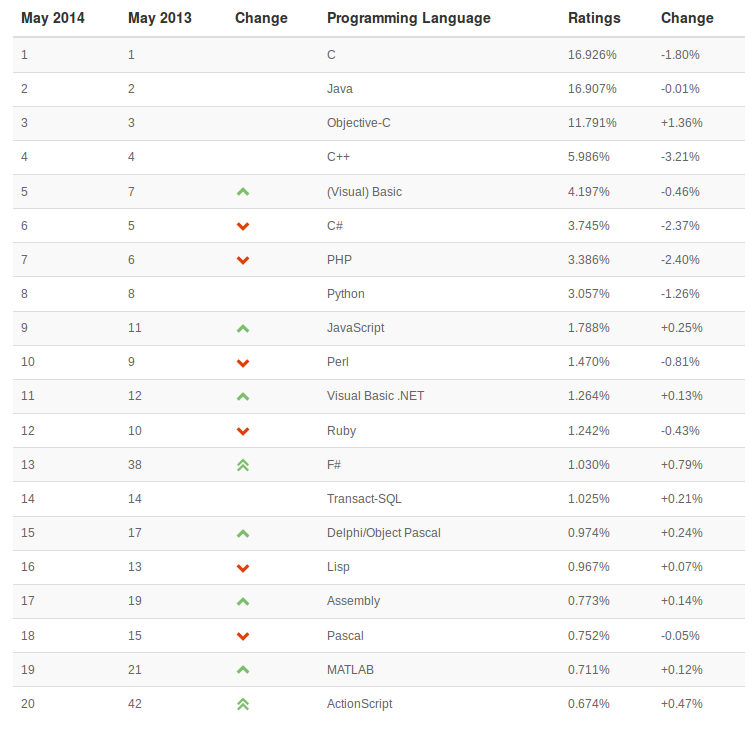 May 2014 May 2013 Change Programming Language Ratings Change
1 1 C 16.926% -1.80%
2 2 Java 16.907% -0.01%
3 3 Objective-C 11.791% +1.36%
4 4 C++ 5.986% -3.21%
5 7 (Visual) Basic 4.197% -0.46%
6 5 C# 3.745% -2.37%
7 6 PHP 3.386% -2.40%
8 8 Python 3.057% -1.26%
9 11 JavaScript 1.788% +0.25%
10 9 Perl 1.470% -0.81%
11 12 Visual Basic .NET 1.264% +0.13%
12 10 Ruby 1.242% -0.43%
13 38 F# 1.030% +0.79%
14 14 Transact-SQL 1.025% +0.21%
15 17 Delphi/Object Pascal 0.974% +0.24%
16 13 Lisp 0.967% +0.07%
17 19 Assembly 0.773% +0.14%
18 15 Pascal 0.752% -0.05%
19 21 MATLAB 0.711% +0.12%
20 42 ActionScript 0.674% +0.47%